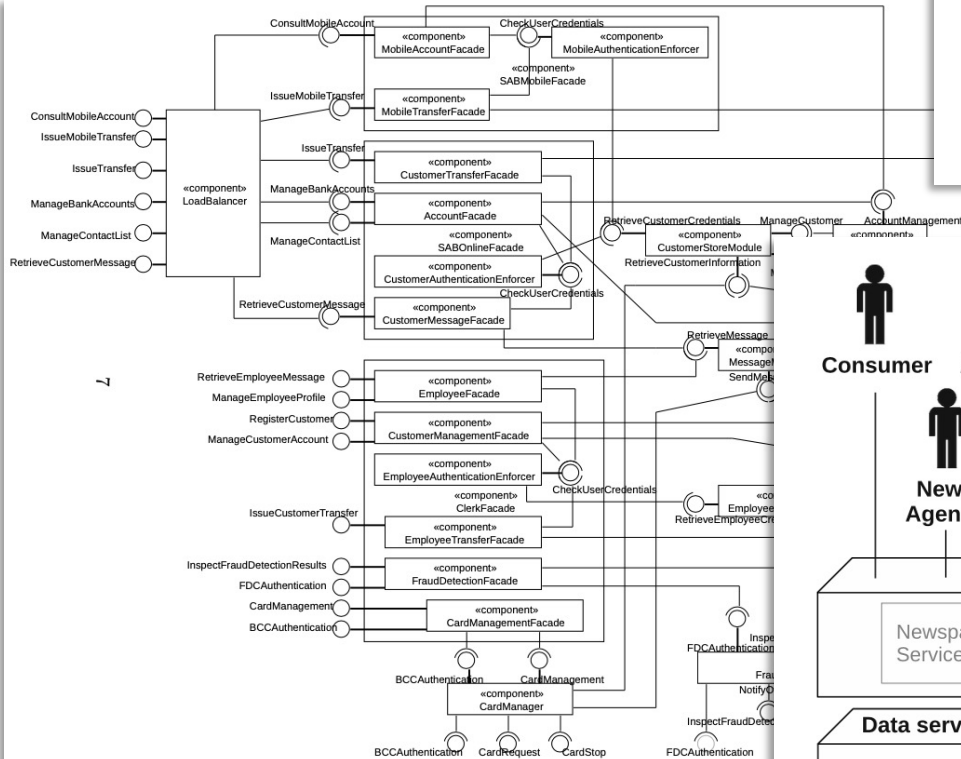 ConsultMobileAccount
CheckUserCredentials
«component»
MobileAccountFacade
«component»
MobileAuthenticationEnforcer
«component»
SABMobileFacade
IssueMobileTransfer
«component»
MobileTransferFacade
ConsultMobileAccount
IssueMobileTransfer
IssueTransfer
ManageBankAccounts
ManageContactList
RetrieveCustomerMessage
«component»
LoadBalancer
IssueTransfer
«component»
CustomerTransferFacade
ManageBankAccounts
«component»
AccountFacade
ManageContactList
«component»
SABOnlineFacade
«component»
CustomerAuthenticationEnforcer
CheckUserCredentials
RetrieveCustomerMessage
«component»
CustomerMessageFacade
RetrieveCustomerCredentials
ManageCustomer
AccountManagement
«component»
CustomerStoreModule
«component»
RetrieveCustomerInformation
RetrieveMessage
7
RetrieveEmployeeMessage
ManageEmployeeProfile
«component»
EmployeeFacade
RegisterCustomer
ManageCustomerAccount
«component»
CustomerManagementFacade
«component»
EmployeeAuthenticationEnforcer
CheckUserCredentials
«component»
ClerkFacade
IssueCustomerTransfer
«component»
EmployeeTransferFacade
InspectFraudDetectionResults
FDCAuthentication
«component»
FraudDetectionFacade
CardManagement
BCCAuthentication
«component»
CardManagementFacade
FDCAuthentication
BCCAuthentication
CardManagement
«component»
CardManager
BCCAuthentication
CardRequest
CardStop
FDCAuthentication
Consumer
Data serv